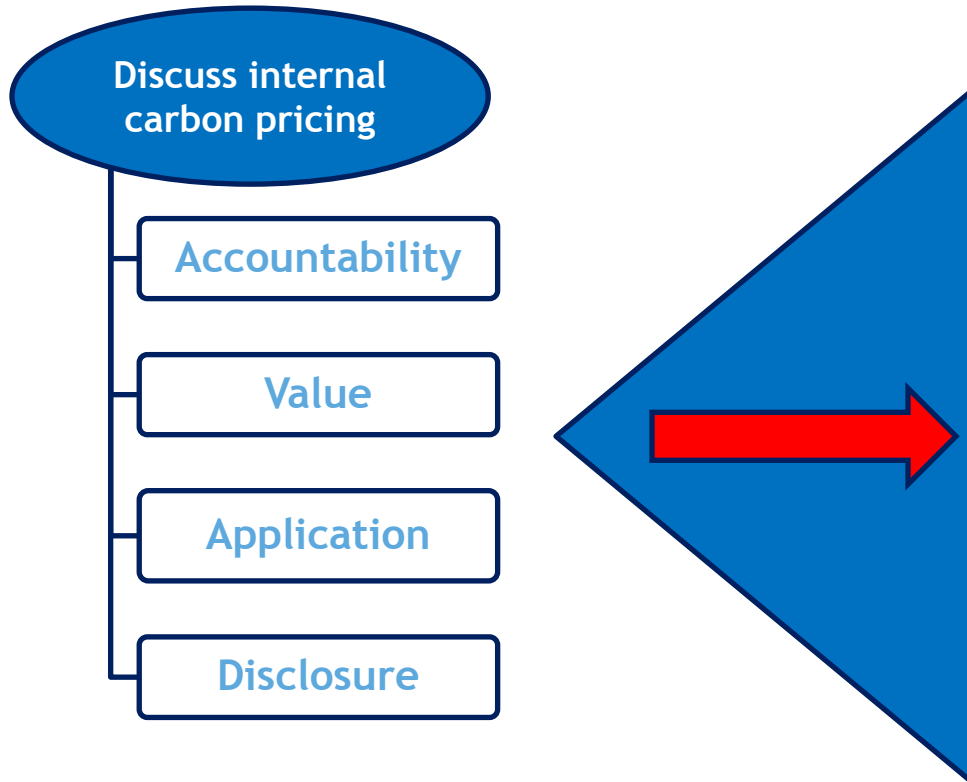 Discuss internal
carbon pricing
Accountability
Value
Application
Disclosure